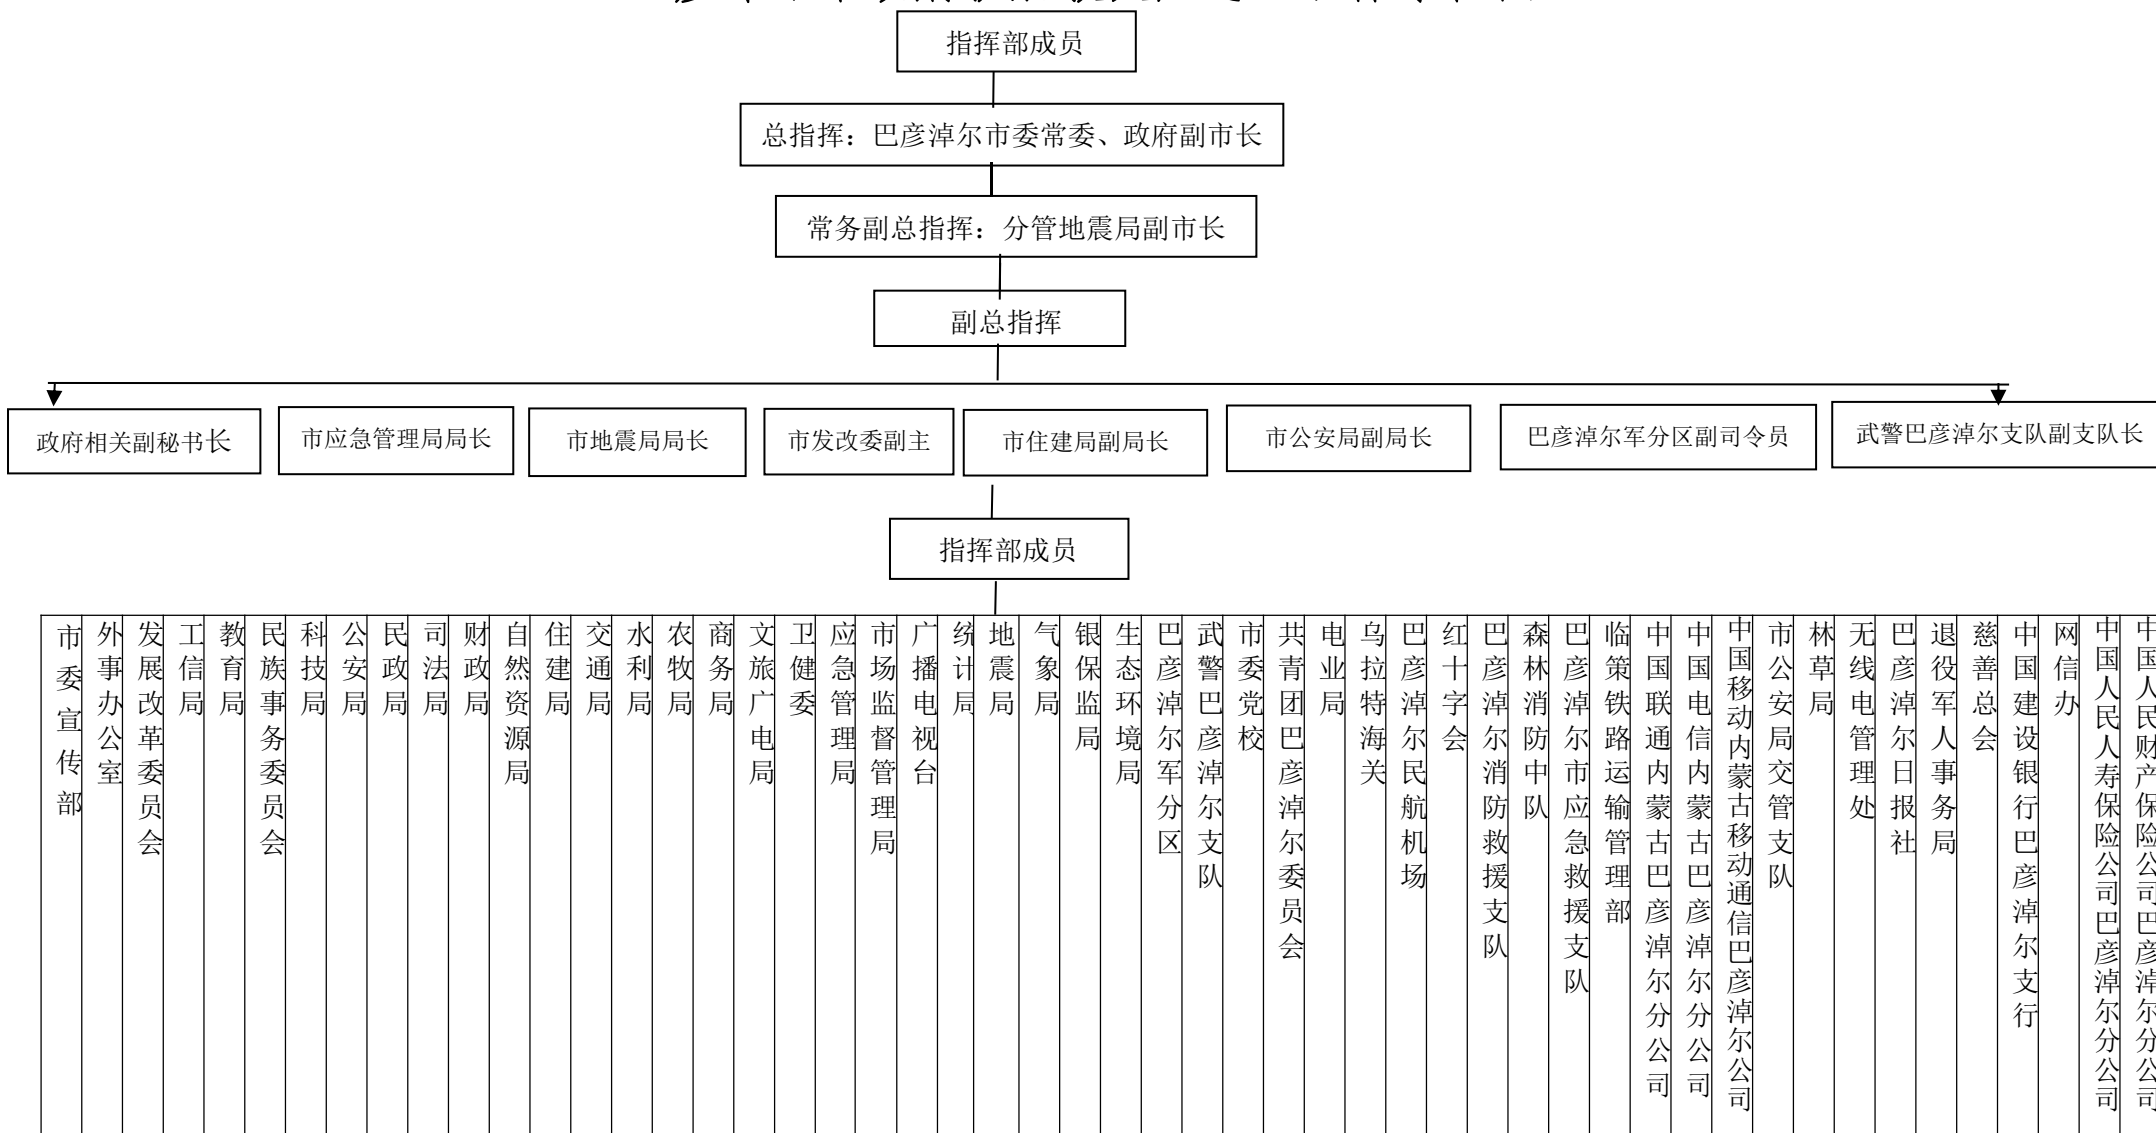 指挥部成员
总指挥：巴彦淖尔市委常委、政府副市长
常务副总指挥：分管地震局副市长
副总指挥
政府相关副秘书长
市应急管理局局长
市地震局局长
市发改委副主
市住建局副局长
市公安局副局长
巴彦淖尔军分区副司令员
武警巴彦淖尔支队副支队长
指挥部成员
市委宣传部
外事办公室
发展改革委员会
工信局
教育局
民族事务委员会
科技局
公安局
民政局
司法局
财政局
自然资源局
住建局
交通局
水利局
农牧局
商务局
文旅广电局
卫健委
应急管理局
市场监督管理局
广播电视台
统计局
地震局
气象局
银保监局
生态环境局
巴彦淖尔军分区
武警巴彦淖尔支队
市委党校
共青团巴彦淖尔委员会
电业局
乌拉特海关
巴彦淖尔民航机场
红十字会
巴彦淖尔消防救援支队
森林消防中队
巴彦淖尔市应急救援支队
临策铁路运输管理部
中国联通内蒙古巴彦淖尔分公司
中国电信内蒙古巴彦淖尔分公司
中国移动内蒙古移动通信巴彦淖尔公司
市公安局交管支队
林草局
无线电管理处
巴彦淖尔日报社
退役军人事务局
慈善总会
中国建设银行巴彦淖尔支行
网信办
中国人民人寿保险公司巴彦淖尔分公司
中国人民财产保险公司巴彦淖尔分公司